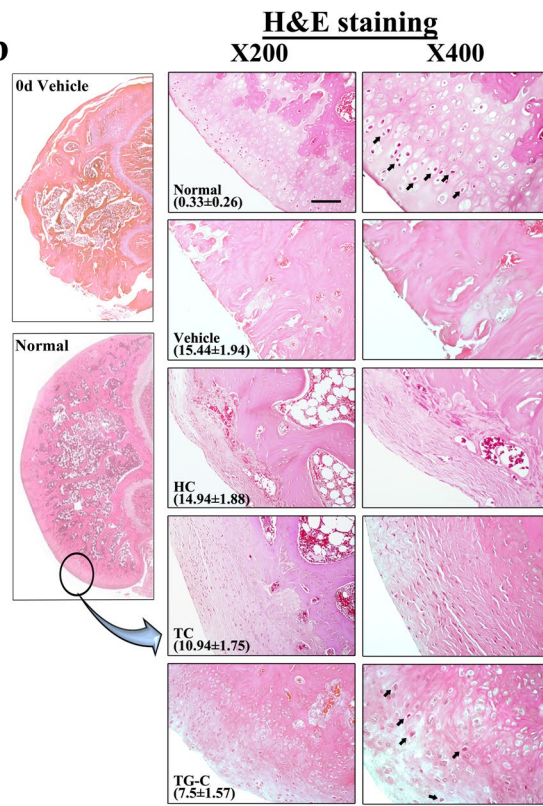 H&E staining
X200 X400
0d Vehicle
Normal
(0.33±0.26)
Vehicle
(15.44±1.94)
Normal
HC
(14.94±1.88)
TC
(10.94±1.75)
TG-C
(7.5±1.57)